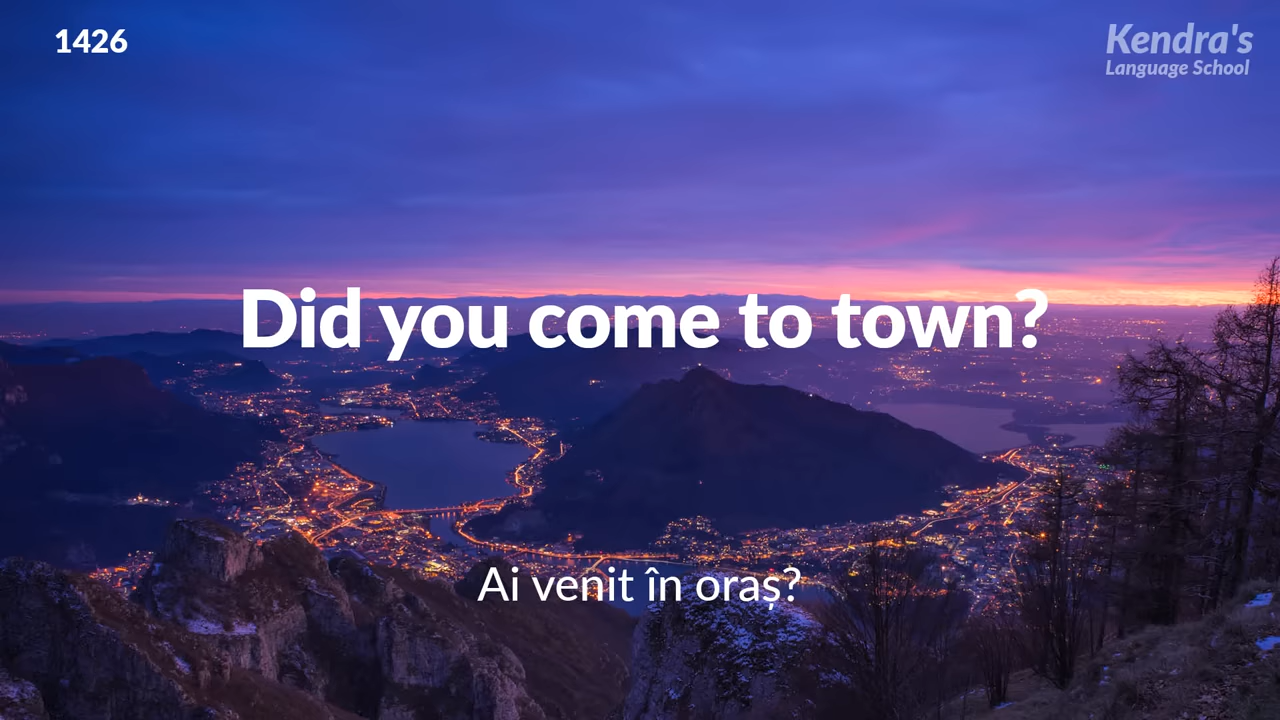 1426
Kendra's
Language School
Did you come to town?
Ai venit în oraș?